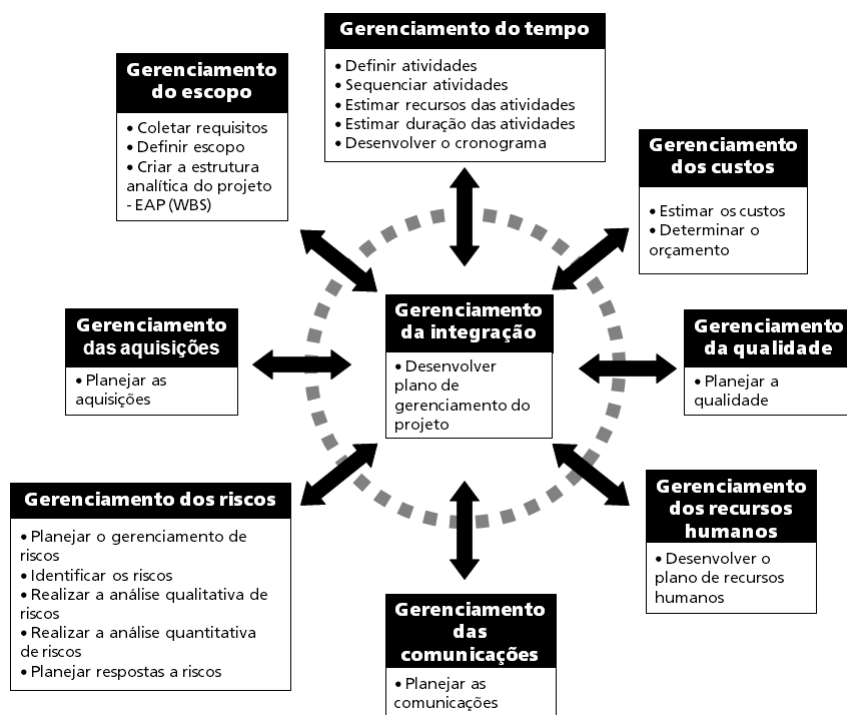 Gerenciamento do tempo
• Definir atividades
• Sequenciar atividades
• Estimar recursos das atividades
• Estimar duração das atividades
• Desenvolver o cronograma
Gerenciamento
do escopo
• Coletar requisitos
• Definir escopo
• Criar a estrutura
analítica do projeto
- EAP (WBS)
Gerenciamento
dos custos
• Estimar os custos
• Determinar o
orçamento
Gerenciamento
da integração
• Desenvolver
plano de
gerenciamento do
projeto
Gerenciamento
das aquisições
• Planejar as
aquisições
Gerenciamento
da qualidade
• Planejar a
qualidade
Gerenciamento dos riscos
• Planejar o gerenciamento de
riscos
• Identificar os riscos
• Realizar a análise qualitativa de
riscos
• Realizar a análise quantitativa
de riscos
• Planejar respostas a riscos
Gerenciamento
dos recursos
humanos
• Desenvolver o
plano de recursos
humanos
Gerenciamento
das
comunicações
• Planejar as
comunicações